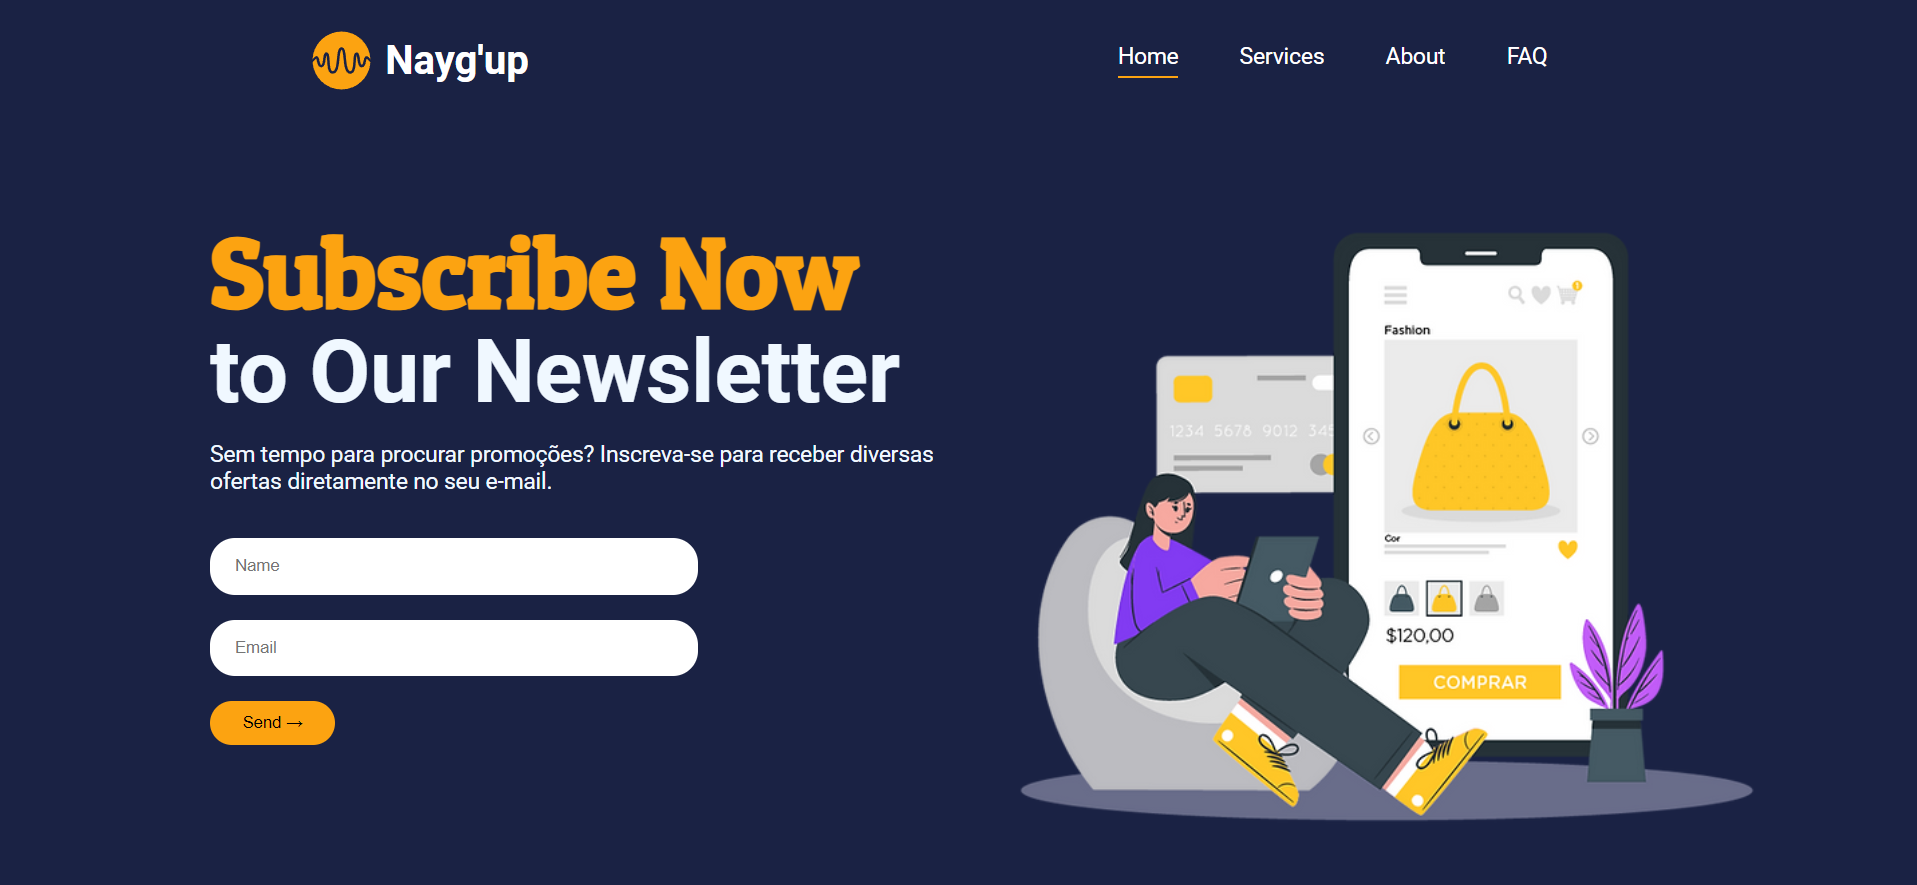 Nayg'up
Home Services About FAQ
Subscribe Now
to Our Newsletter
Sem tempo para procurar promoções? Inscreva-se para receber diversas
ofertas diretamente no seu e-mail.
Name
Email
Send →
1
Fashion
1234 5678 9012 345
Cor
$120,00
COMPRAR